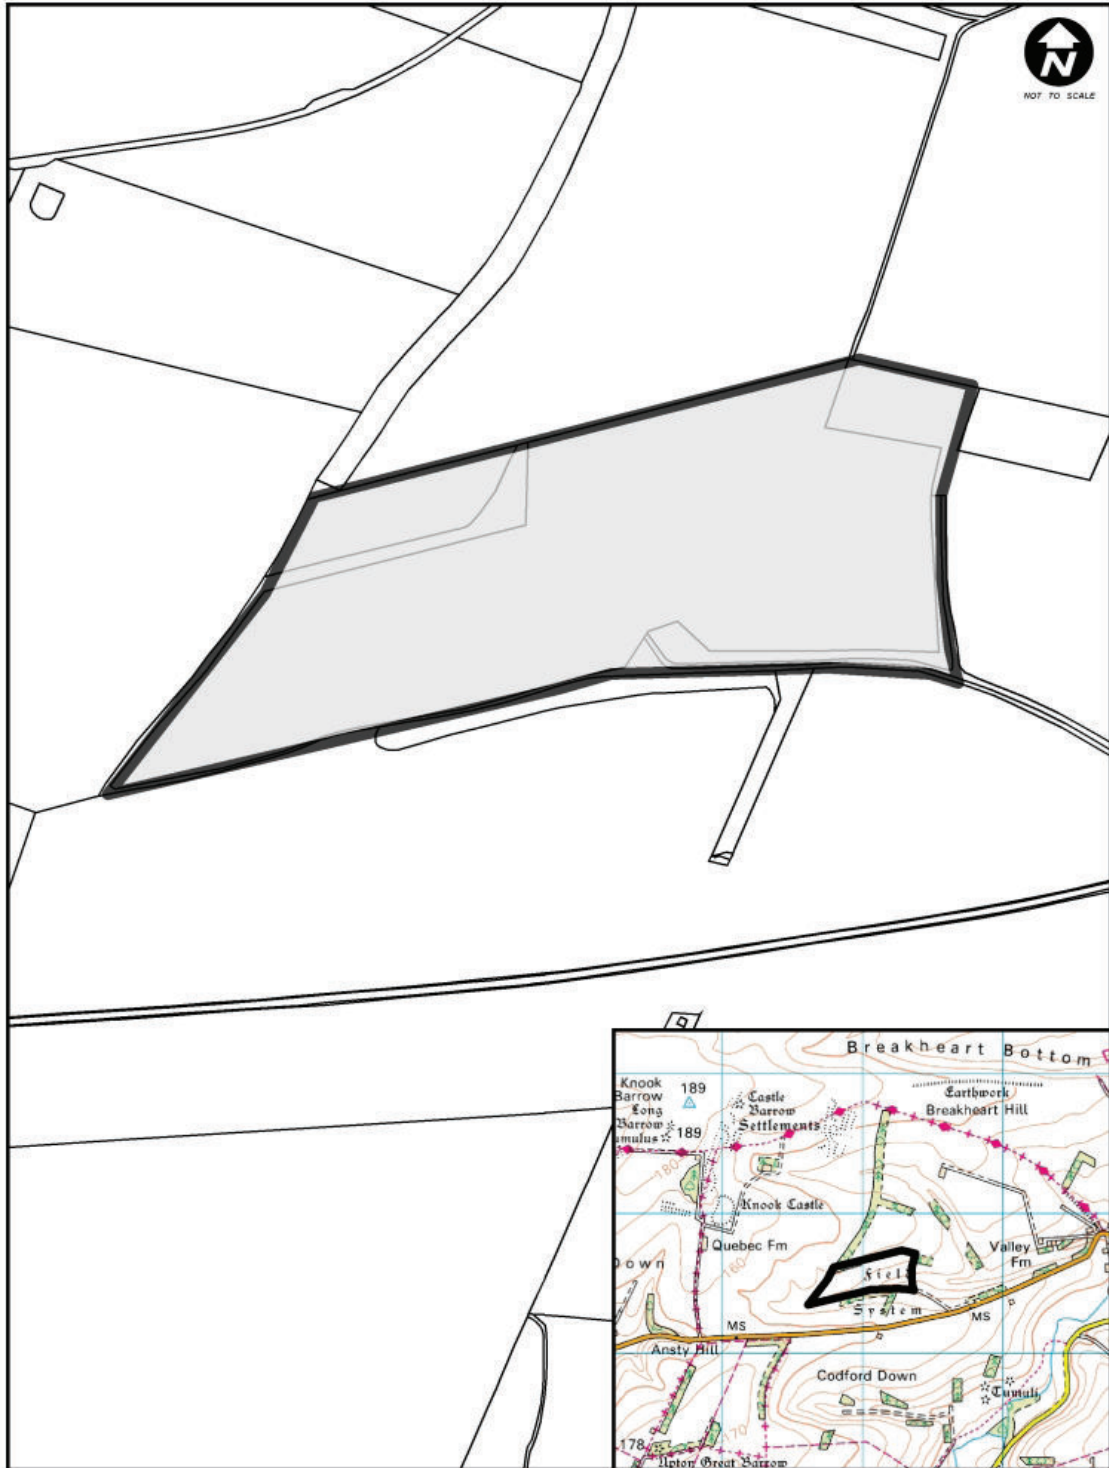 N
NOT TO SCALE
Breakheart Bottom
Knook
Barrow
Long
Barrow
umulus
189
189
Castle
Barrow
Settlements
Earthwork
Breakheart Hill
180
Knook Castle
Quebec Fm
Down
160
Valley
Fm
Field
System
MS
MS
Ansty Hill
Codford Down
Tumuli
170
178
Upton Great Barrow